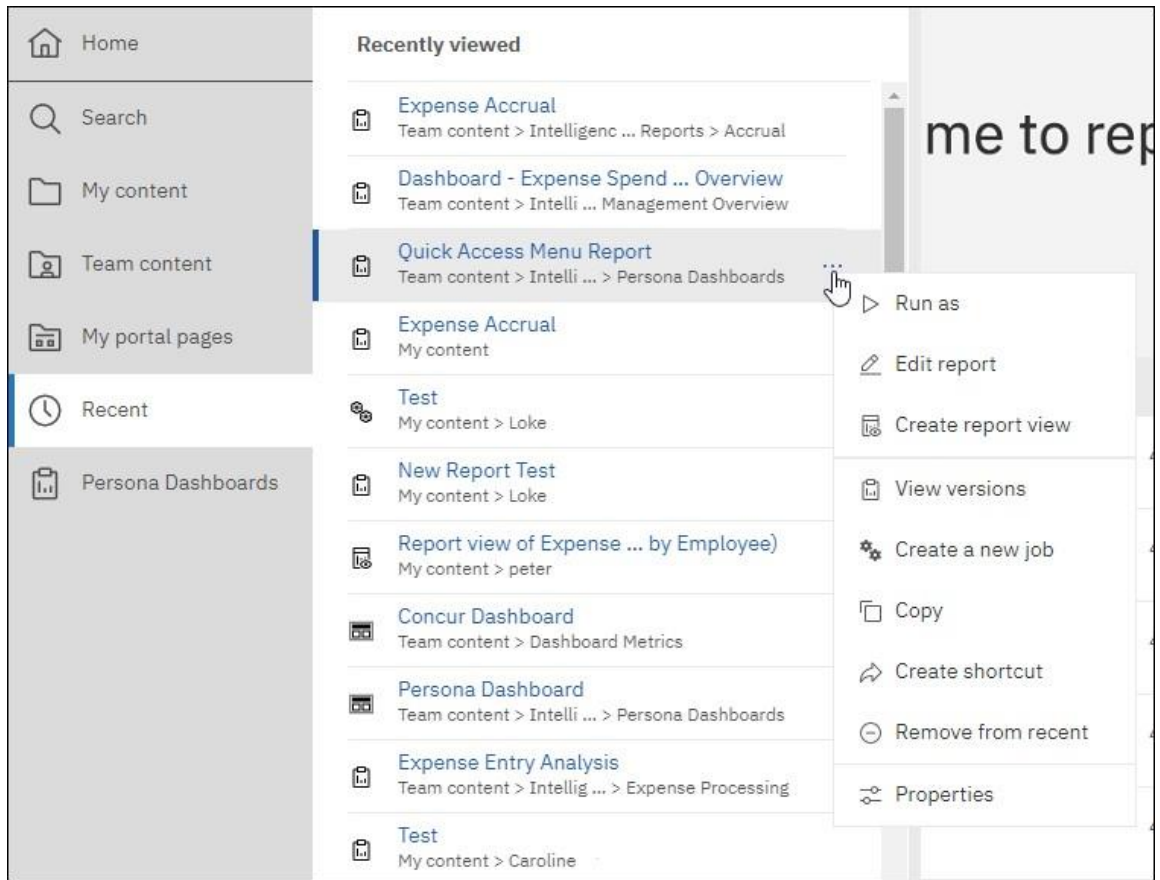 Home
Search
My content
Team content
My portal pages
Recent
Persona Dashboards
Recently viewed
Expense Accrual
Team content > Intelligenc ... Reports > Accrual
Dashboard - Expense Spend ... Overview
Team content > Intelli ... Management Overview
Quick Access Menu Report
Team content > Intelli ... > Persona Dashboards
...
Expense Accrual
My content
Test
My content > Loke
New Report Test
My content > Loke
Report view of Expense ... by Employee)
My content > peter
Concur Dashboard
Team content > Dashboard Metrics
Persona Dashboard
Team content > Intelli ... > Persona Dashboards
Expense Entry Analysis
Team content > Intellig ... > Expense Processing
Test
My content > Caroline
me to rep
Run as
Edit report
Create report view
View versions
Create a new job
Copy
Create shortcut
Remove from recent
Properties